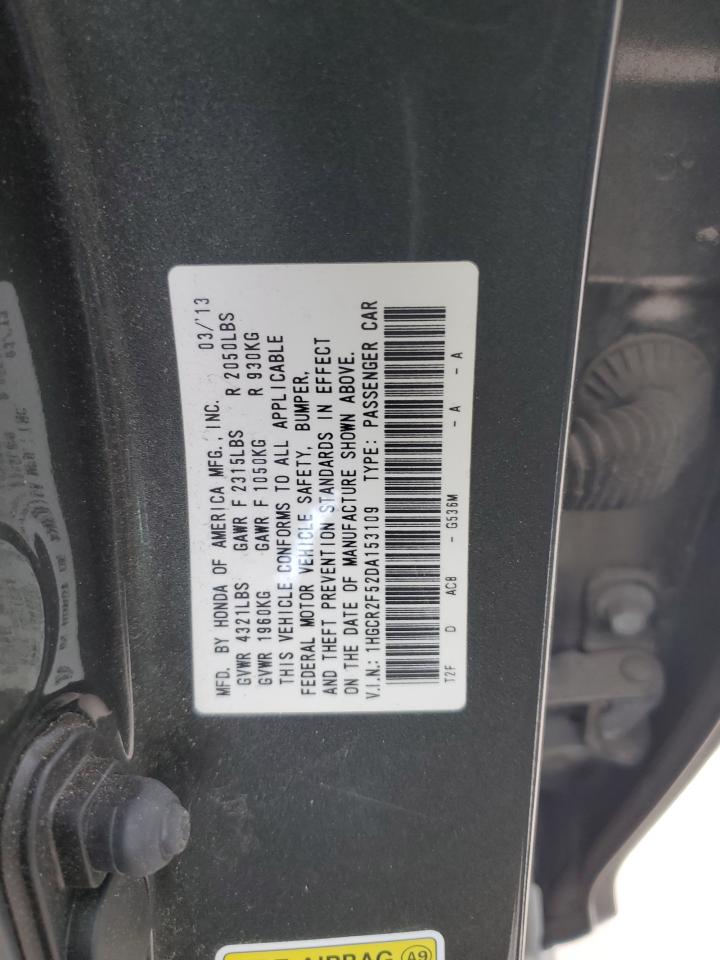 MFD. BY HONDA OF AMERICA MFG., INC. 03/'13
GVWR 4321LBS GAWR F 2315LBS R 2050LBS
GVWR 1960KG GAWR F 1050KG R 930KG
THIS VEHICLE CONFORMS TO ALL APPLICABLE
FEDERAL MOTOR VEHICLE SAFETY, BUMPER,
AND THEFT PREVENTION STANDARDS IN EFFECT
ON THE DATE OF MANUFACTURE SHOWN ABOVE.
V.I.N.: 1HGCR2F52DA153109 TYPE: PASSENGER CAR
T2F D ACB - G536M - A - A
AIRBAG A9